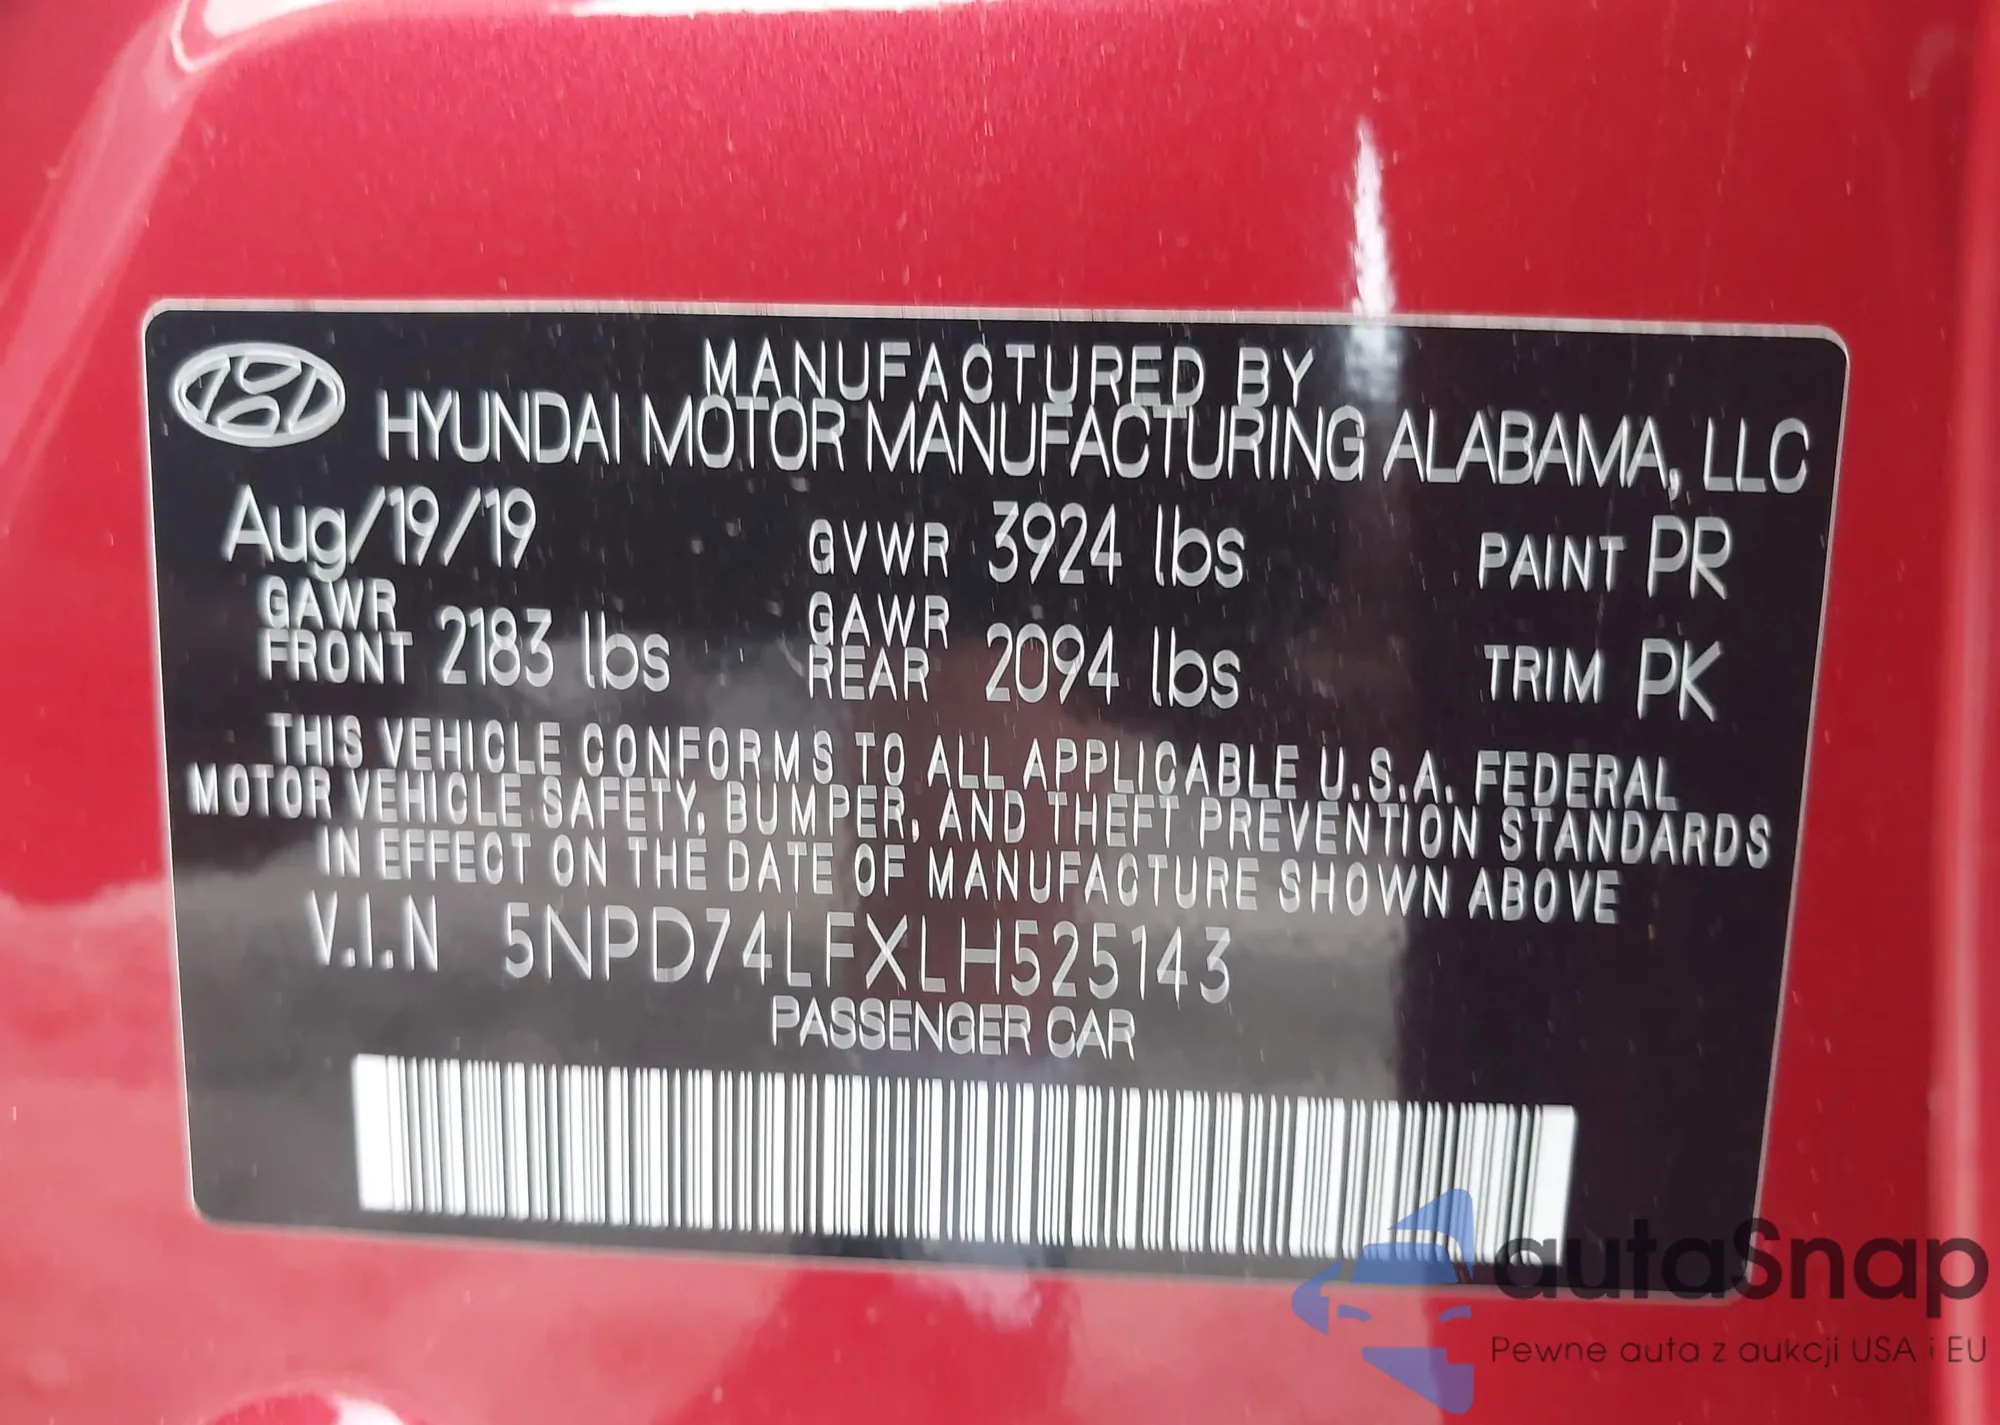 MANUFACTURED BY
HYUNDAI MOTOR MANUFACTURING ALABAMA, LLC
Aug/19/19 GVWR 3924 lbs PAINT PR
GAWR FRONT 2183 lbs GAWR REAR 2094 lbs TRIM PK
THIS VEHICLE CONFORMS TO ALL APPLICABLE U.S.A. FEDERAL
MOTOR VEHICLE SAFETY, BUMPER, AND THEFT PREVENTION STANDARDS
IN EFFECT ON THE DATE OF MANUFACTURE SHOWN ABOVE
V.I.N 5NPD74LFXLH525143
PASSENGER CAR
autaSnap
Pewne auta z aukcji USA i EU